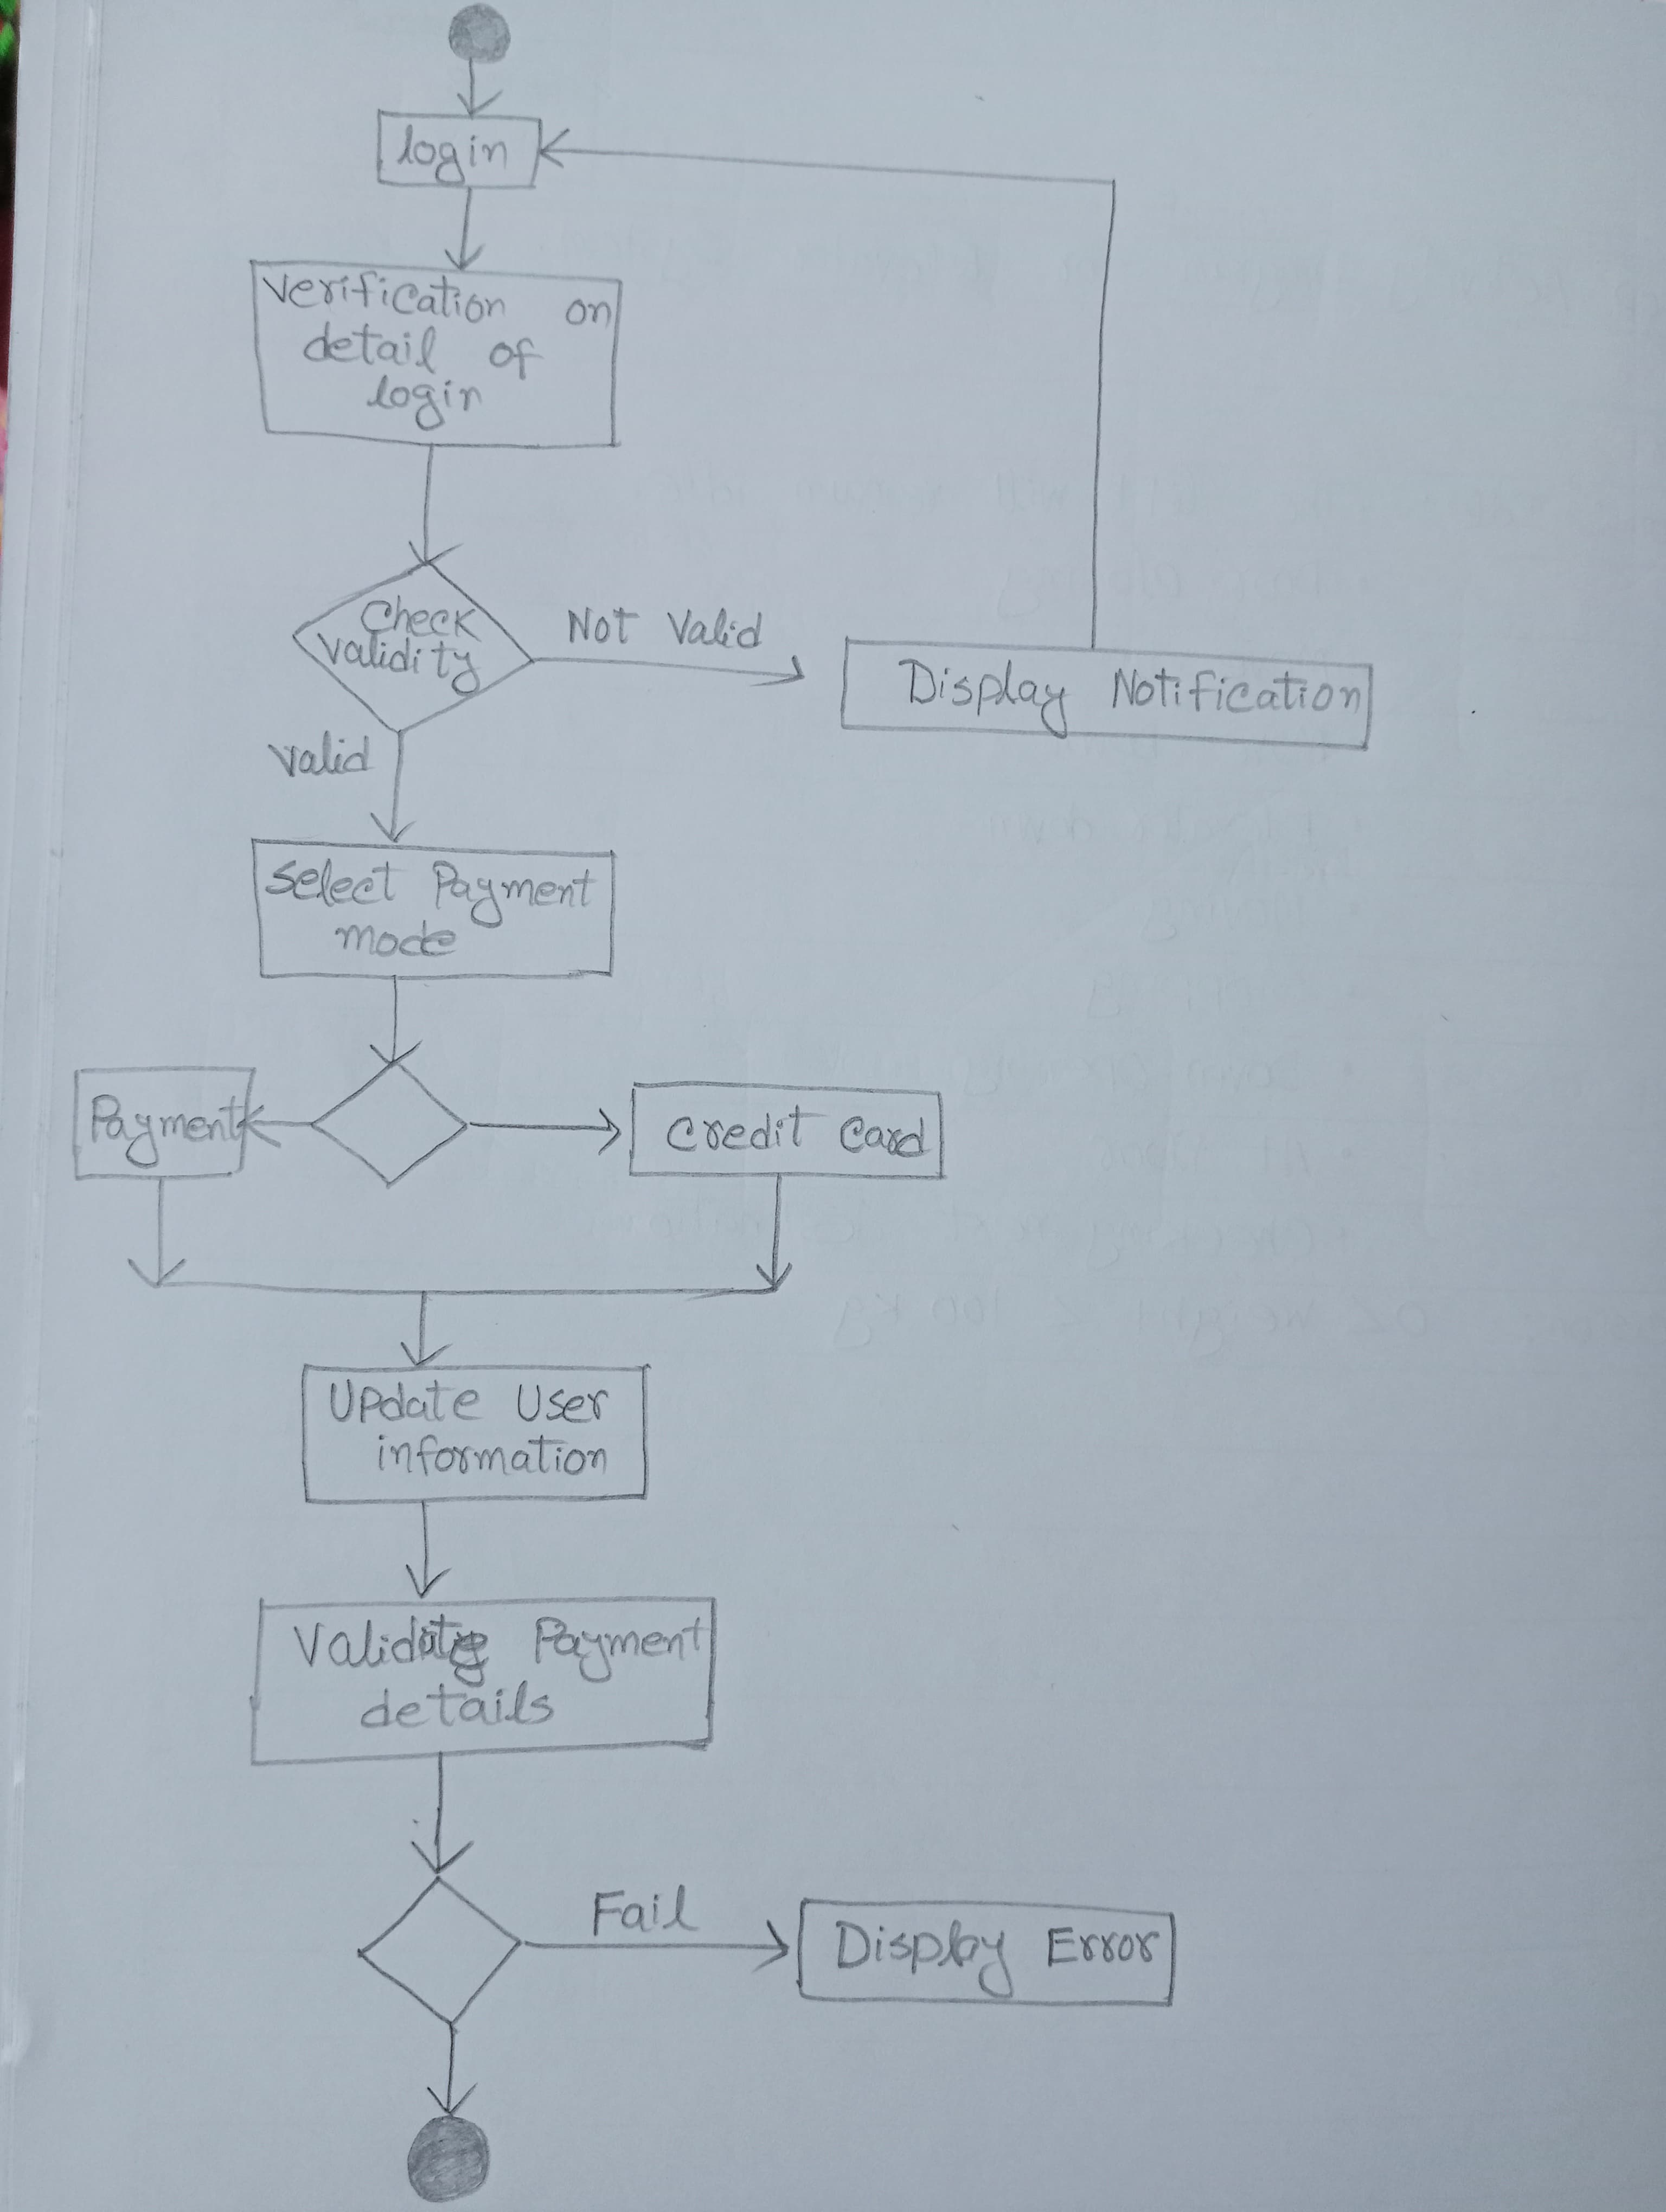 login
Verification on
detail of
login
Check
validity
Not Valid
Display Notification
valid
Select Payment
mode
Payment
Credit Card
Update User
information
Payment
details
Fail
Display Error